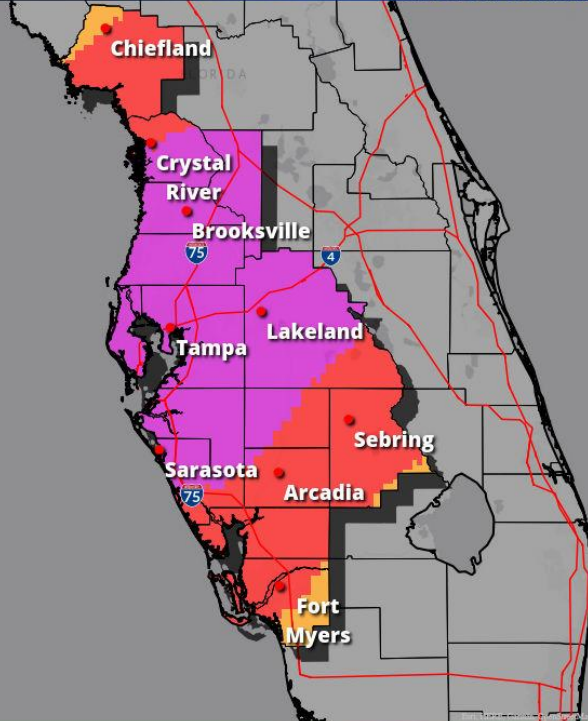 Chiefland
Crystal
River
Brooksville
75
4
Lakeland
Tampa
Sebring
Sarasota
75
Arcadia
Fort
Myers